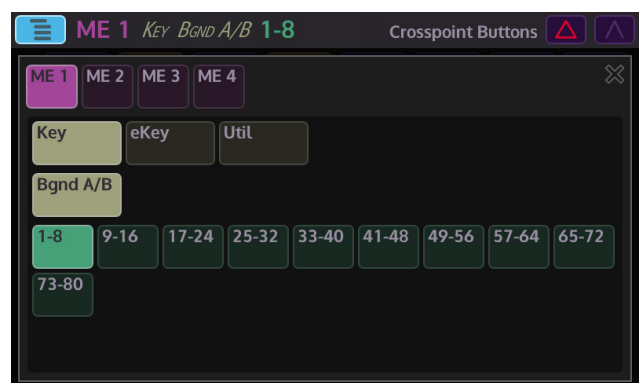 ME 1 Key Bgnd A/B 1-8 Crosspoint Buttons
ME 1 ME 2 ME 3 ME 4
Key eKey Util
Bgnd A/B
1-8 9-16 17-24 25-32 33-40 41-48 49-56 57-64 65-72
73-80